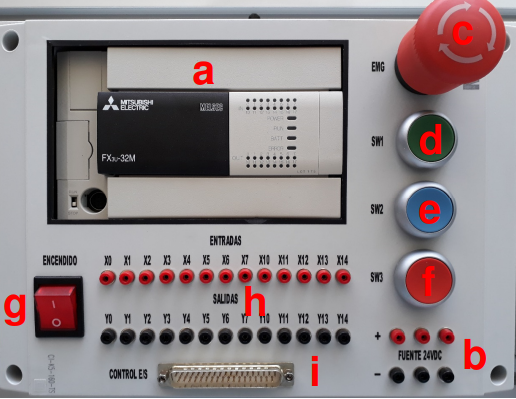 a
c
EMG
MITSUBISHI
ELECTRIC
MELSEC
IN
POWER
RUN
BATT
ERROR
OUT
FX3U-32M
SW1
d
SW2
e
SW3
f
ENTRADAS
ENCENDIDO
X0 X1 X2 X3 X4 X5 X6 X7 X10 X11 X12 X13 X14
g
SALIDAS
h
Y0 Y1 Y2 Y3 Y4 Y5 Y6 Y7 Y10 Y11 Y12 Y13 Y14
+
FUENTE 24VDC
b
-
CONTROL E/S
i